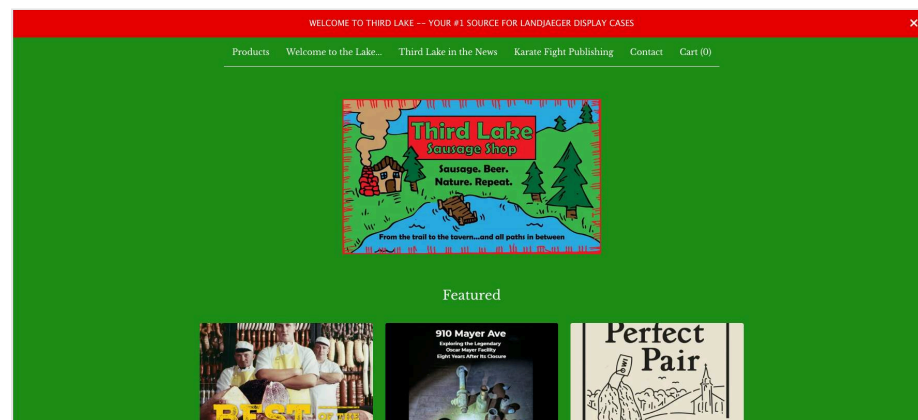 WELCOME TO THIRD LAKE -- YOUR #1 SOURCE FOR LANDJAEGER DISPLAY CASES
Products Welcome to the Lake... Third Lake in the News Karate Fight Publishing Contact Cart (0)
Third Lake
Sausage Shop
Sausage. Beer.
Nature. Repeat.
From the trail to the tavern...and all paths in between
Featured
BEST OF THE
910 Mayer Ave
Exploring the Legendary
Oscar Mayer Facility
Eight Years After Its Closure
Perfect
Pair